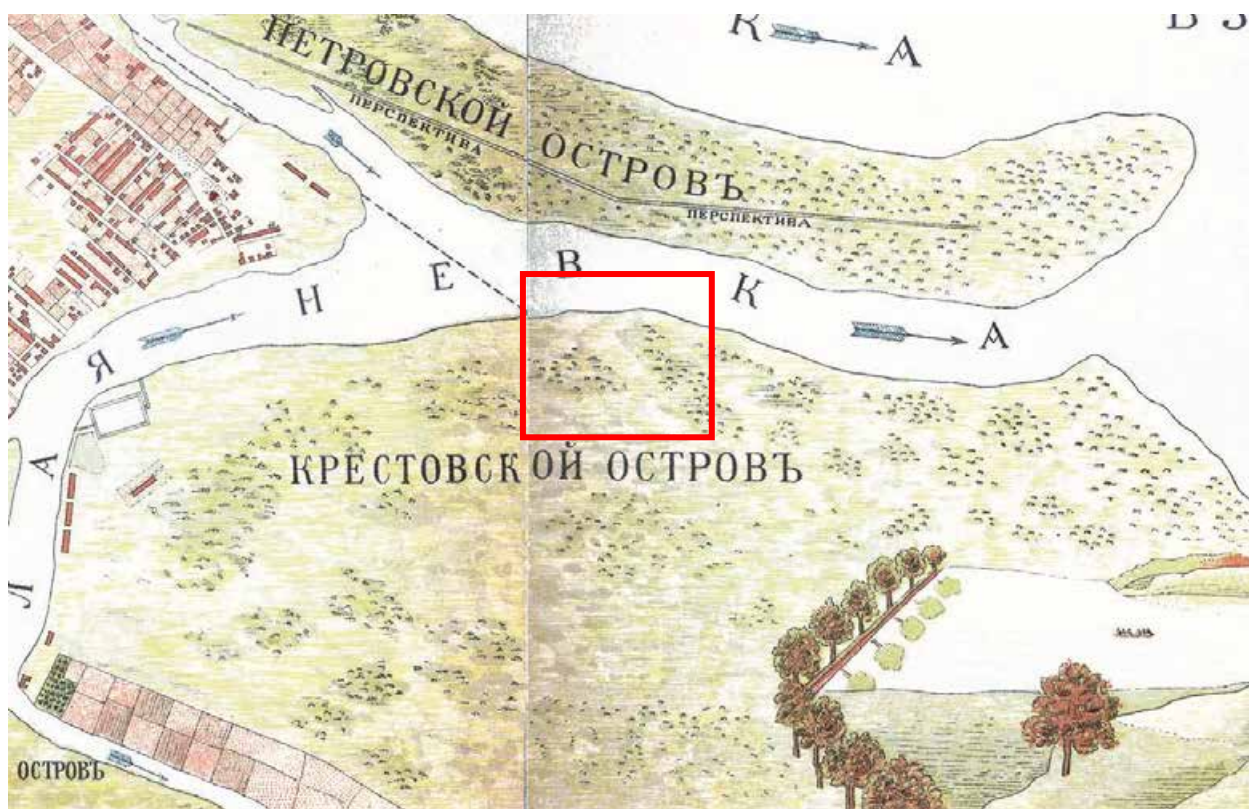 К А
В З
ПЕТРОВСКОЙ ОСТРОВЪ
ПЕРСПЕКТИВА
ПЕРСПЕКТИВА
Л А Я Н Е В К А
КРЕСТОВСКОЙ ОСТРОВЪ
ОСТРОВЪ